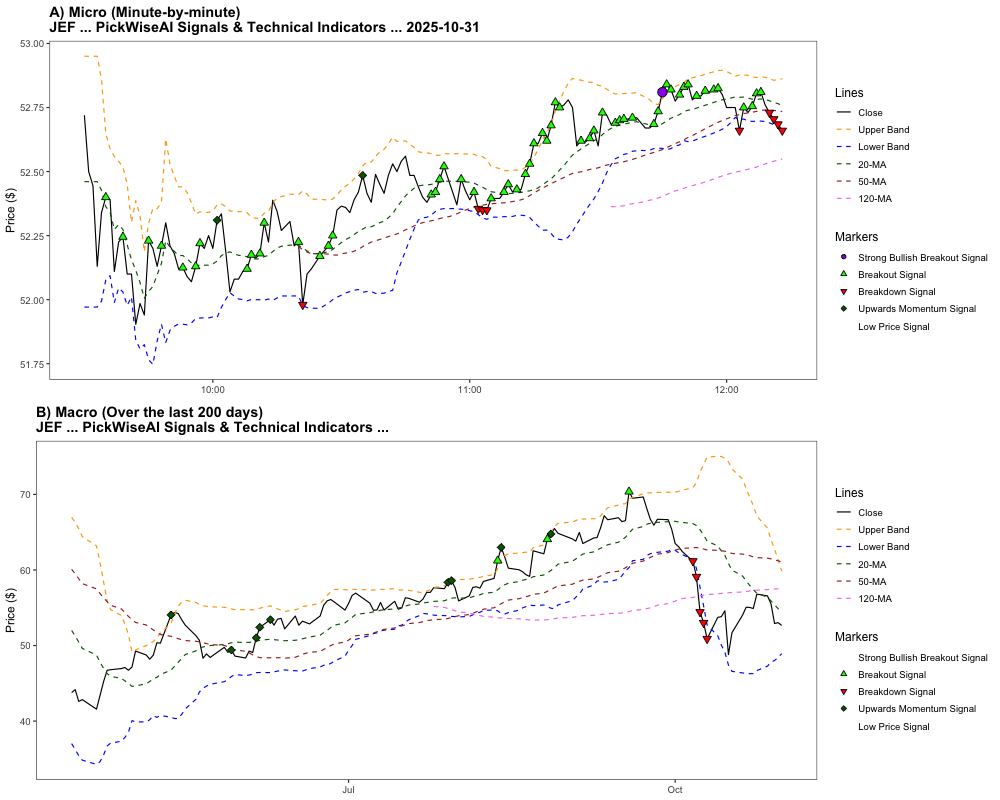 A) Micro (Minute-by-minute)
JEF ... PickWiseAI Signals & Technical Indicators ... 2025-10-31
53.00
52.75
52.50
52.25
52.00
51.75
Price ($)
10:00
11:00
12:00
Lines
Close
Upper Band
Lower Band
20-MA
50-MA
120-MA
Markers
Strong Bullish Breakout Signal
Breakout Signal
Breakdown Signal
Upwards Momentum Signal
Low Price Signal
B) Macro (Over the last 200 days)
JEF ... PickWiseAI Signals & Technical Indicators ...
70
60
50
40
Price ($)
Jul
Oct
Lines
Close
Upper Band
Lower Band
20-MA
50-MA
120-MA
Markers
Strong Bullish Breakout Signal
Breakout Signal
Breakdown Signal
Upwards Momentum Signal
Low Price Signal